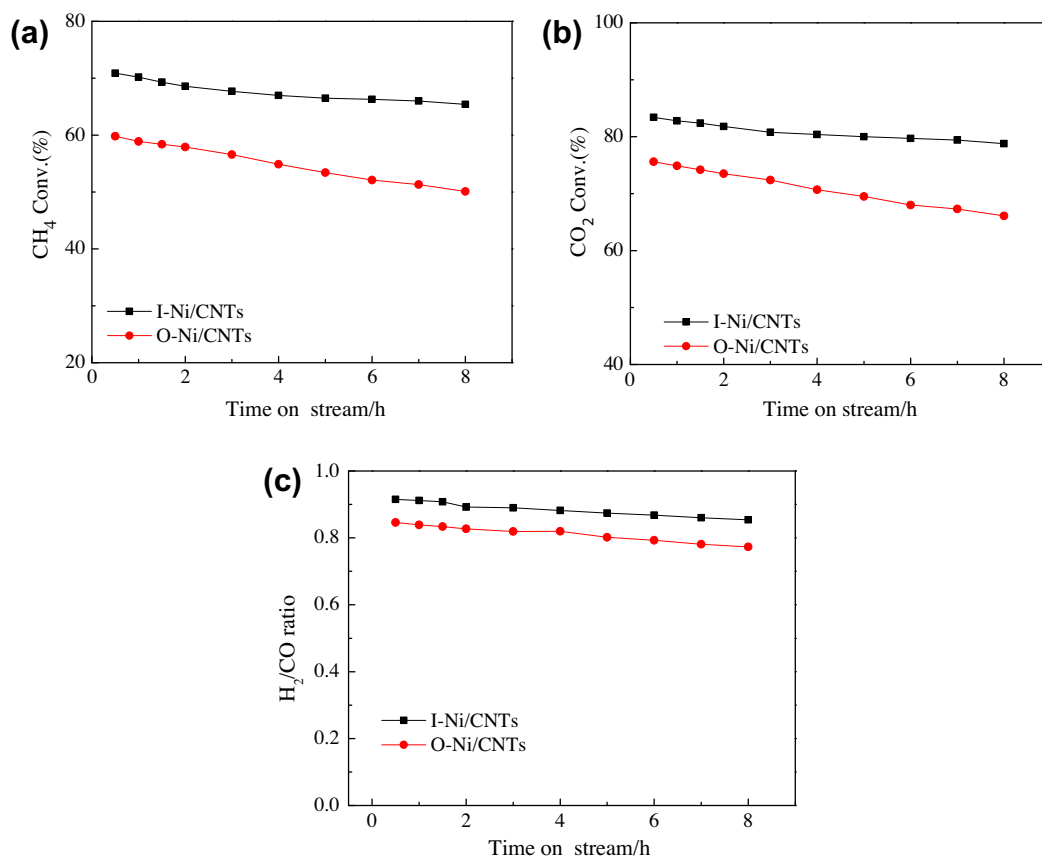 (a)
80
60
40
20
CH4 Conv.(%)
I-Ni/CNTs
O-Ni/CNTs
0 2 4 6 8
Time on stream/h
(b)
100
80
60
40
CO2 Conv.(%)
I-Ni/CNTs
O-Ni/CNTs
0 2 4 6 8
Time on stream/h
(c)
1.0
0.8
0.6
0.4
0.2
0.0
H2/CO ratio
I-Ni/CNTs
O-Ni/CNTs
0 2 4 6 8
Time on stream/h